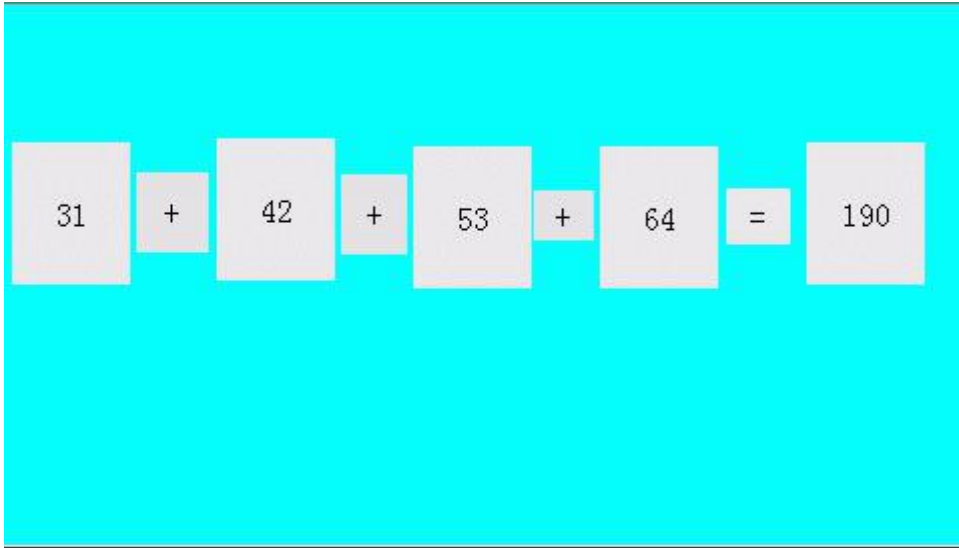 31 + 42 + 53 + 64 = 190